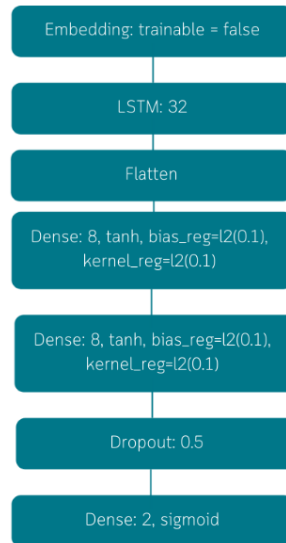 Embedding: trainable = false
LSTM: 32
Flatten
Dense: 8, tanh, bias_reg=l2(0.1),
kernel_reg=l2(0.1)
Dense: 8, tanh, bias_reg=l2(0.1),
kernel_reg=l2(0.1)
Dropout: 0.5
Dense: 2, sigmoid